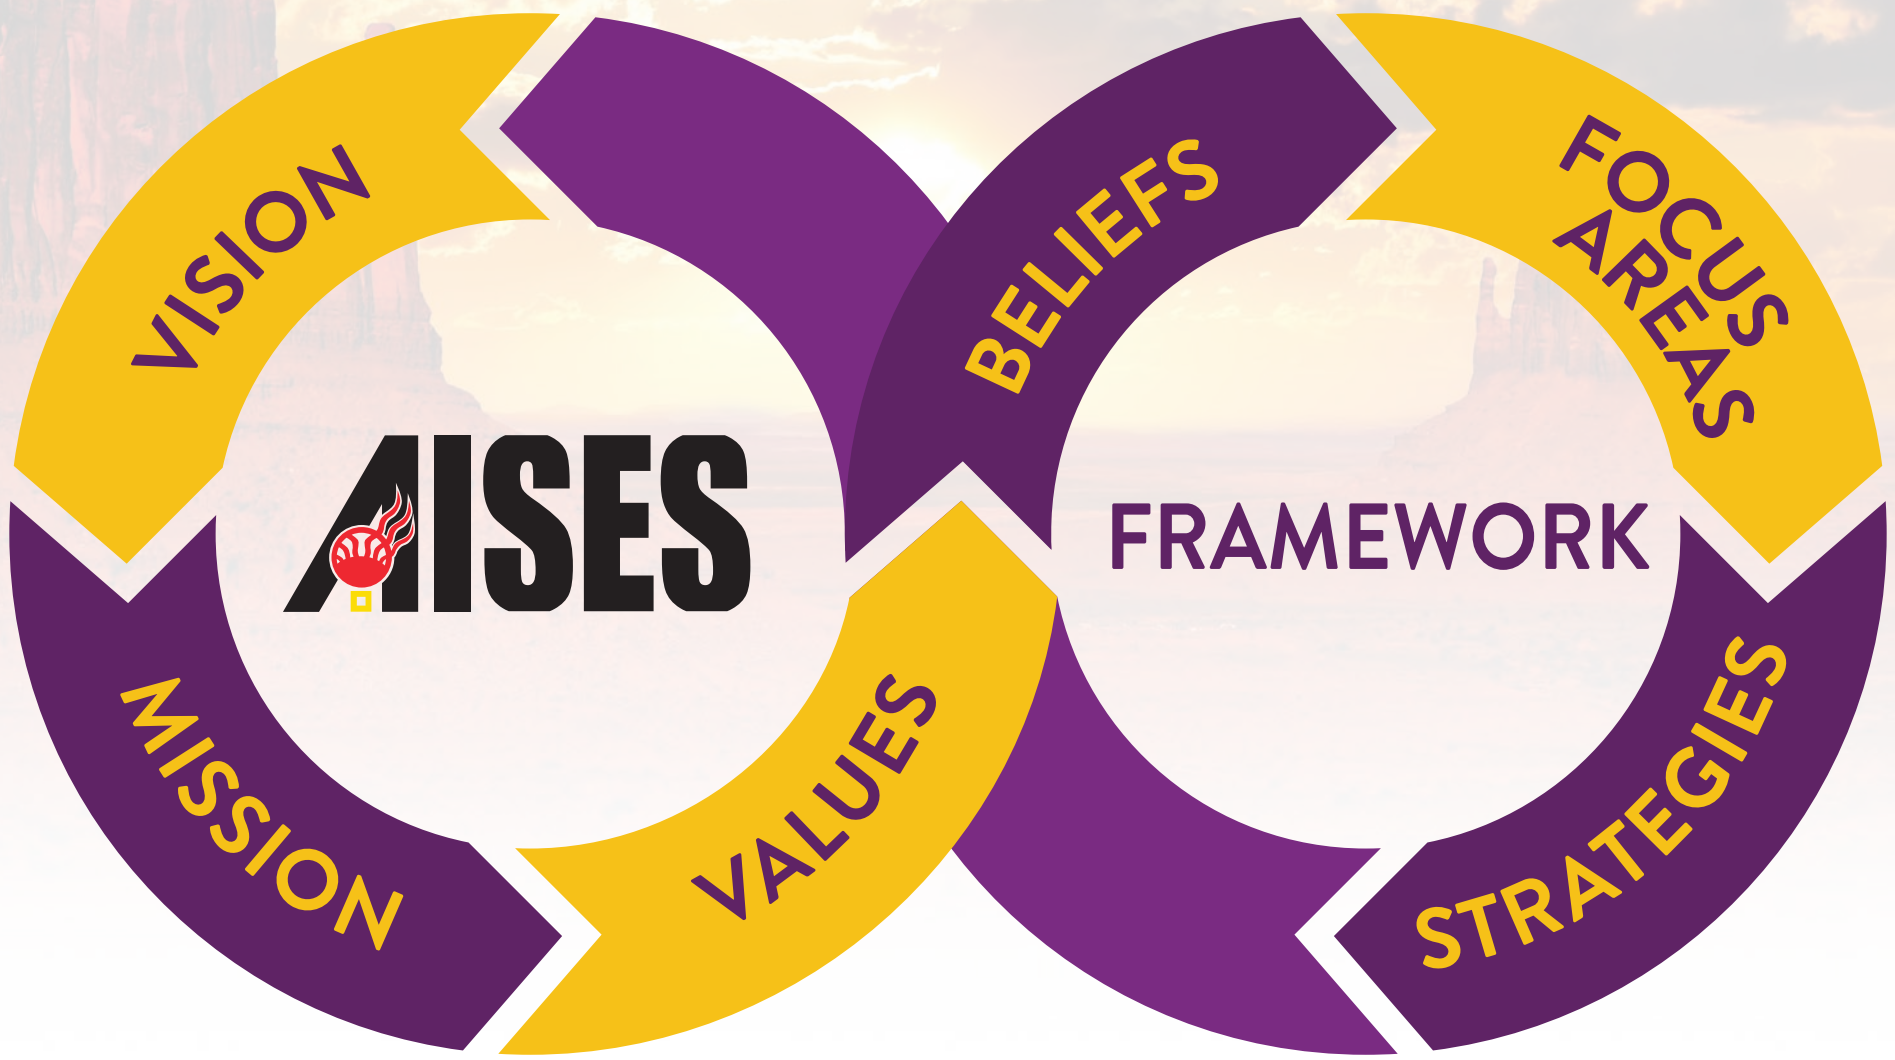 VISION
MISSION
VALUES
BELIEFS
FOCUS
AREAS
STRATEGIES
AISES
FRAMEWORK